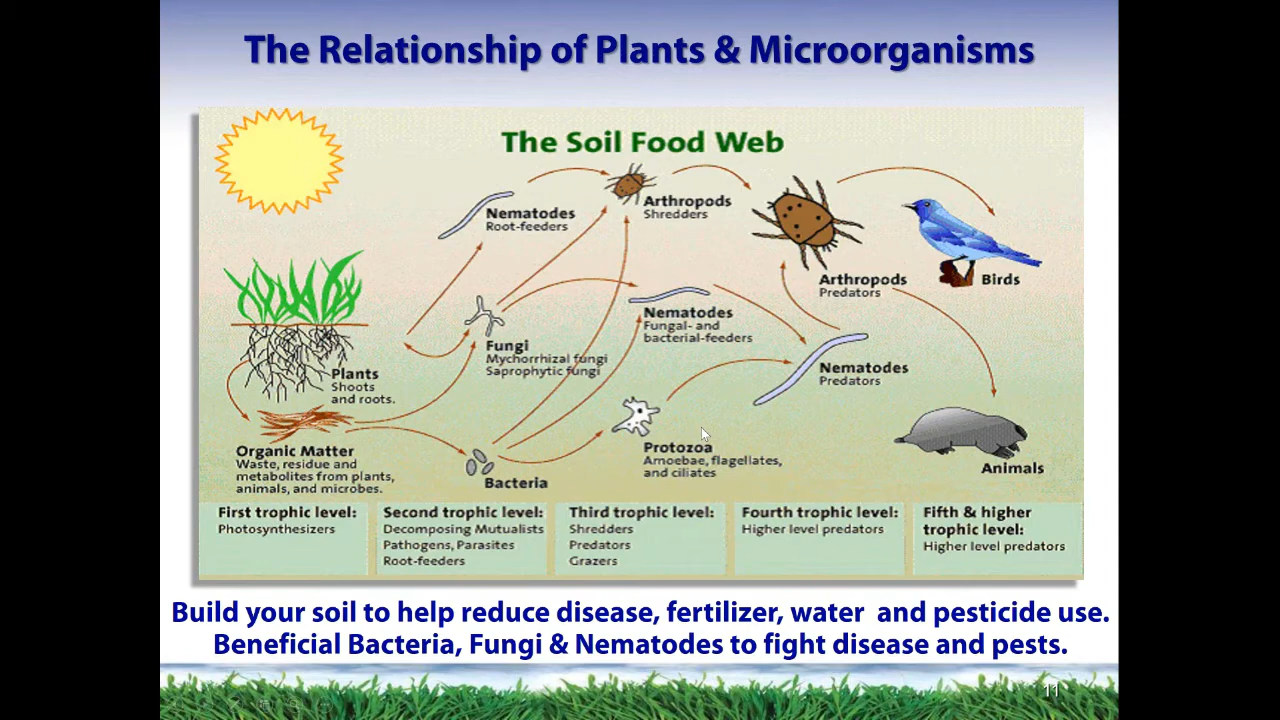 The Relationship of Plants & Microorganisms
The Soil Food Web
Nematodes
Root-feeders
Arthropods
Shredders
Arthropods
Predators
Birds
Nematodes
Fungal- and
bacterial-feeders
Fungi
Mychorrhizal fungi
Saprophytic fungi
Plants
Shoots
and roots.
Nematodes
Predators
Organic Matter
Waste, residue and
metabolites from plants,
animals, and microbes.
Bacteria
Protozoa
Amoebae, flagellates,
and ciliates
Animals
First trophic level:
Photosynthesizers
Second trophic level:
Decomposing Mutualists
Pathogens, Parasites
Root-feeders
Third trophic level:
Shredders
Predators
Grazers
Fourth trophic level:
Higher level predators
Fifth & higher
trophic level:
Higher level predators
Build your soil to help reduce disease, fertilizer, water and pesticide use.
Beneficial Bacteria, Fungi & Nematodes to fight disease and pests.
11